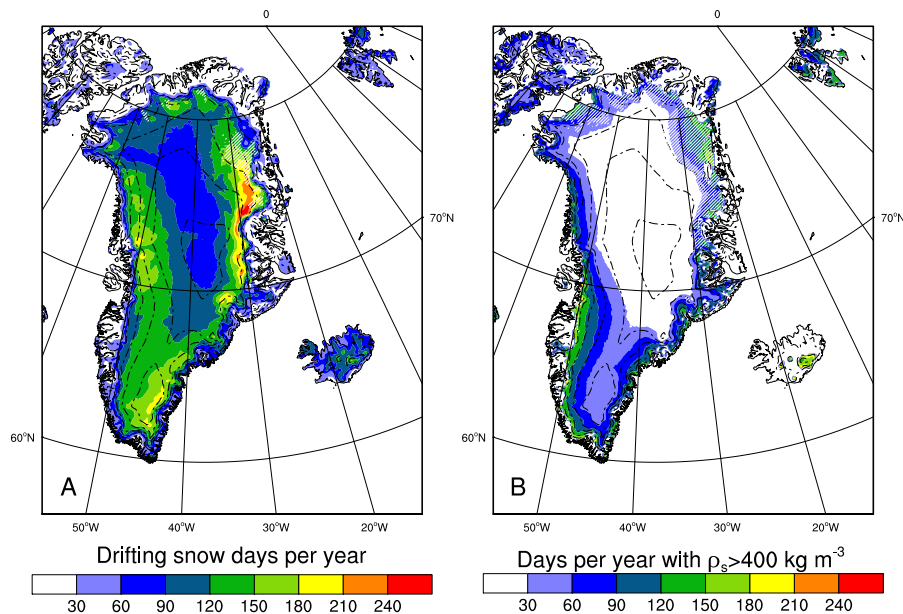 0 0
70°N 70°N
60°N 60°N
A B
50°W 40°W 30°W 20°W 50°W 40°W 30°W 20°W
Drifting snow days per year Days per year with ρs>400 kg m-3
30 60 90 120 150 180 210 240 30 60 90 120 150 180 210 240